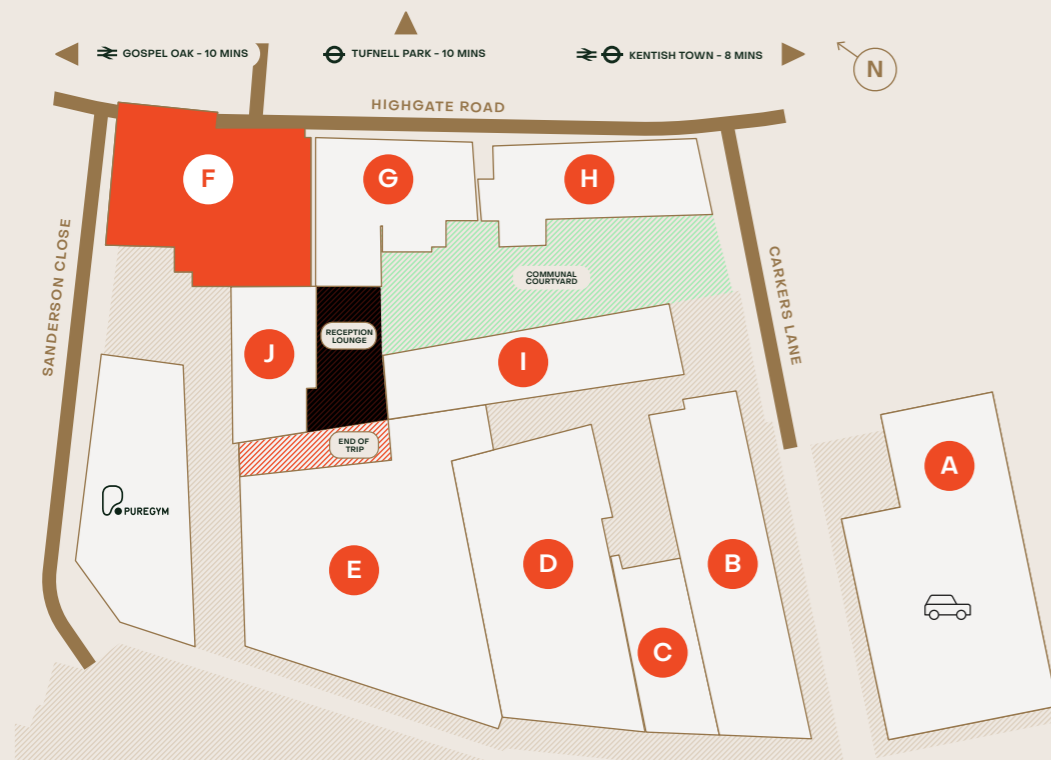 GOSPEL OAK – 10 MINS
TUFNELL PARK – 10 MINS
KENTISH TOWN – 8 MINS
N
HIGHGATE ROAD
F
G
H
SANDERSON CLOSE
CARKERS LANE
COMMUNAL
COURTYARD
RECEPTION
LOUNGE
J
I
END OF
TRIP
A
PUREGYM
E
D
B
C